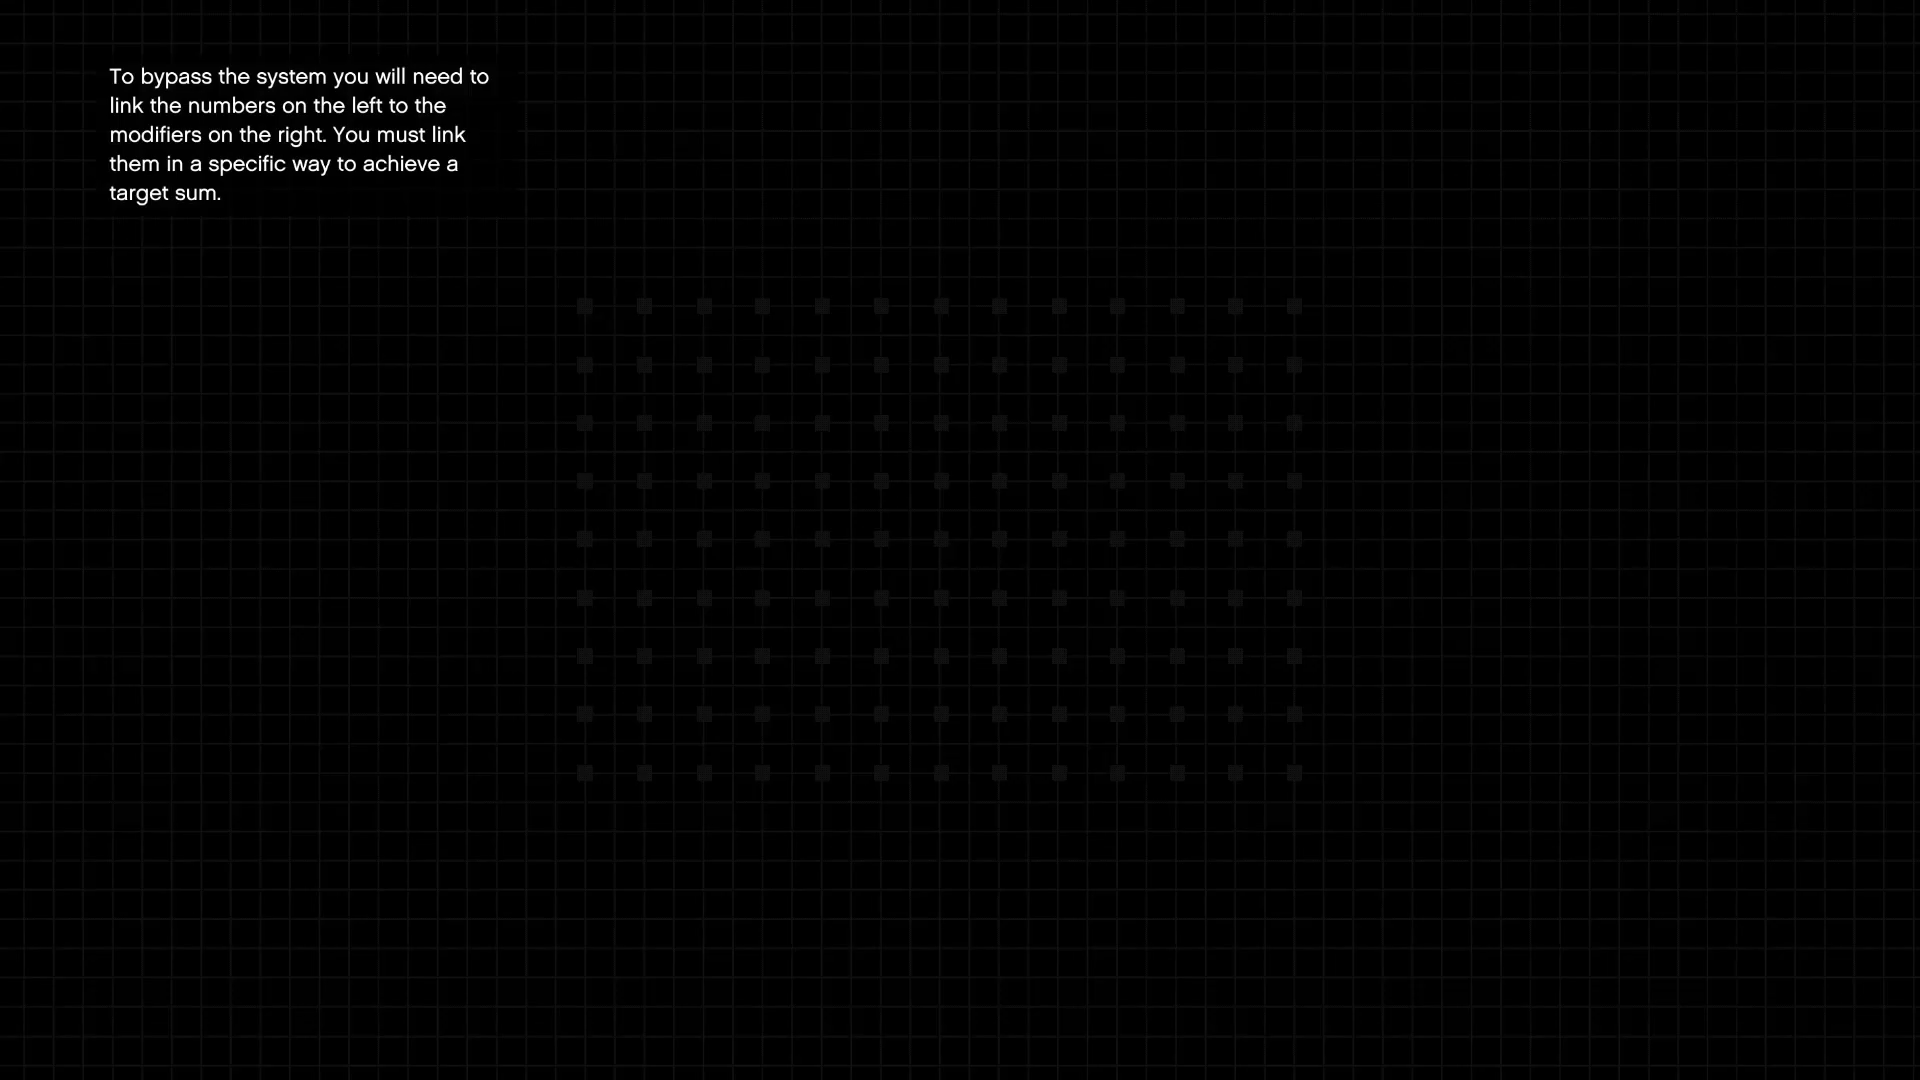 To bypass the system you will need to
link the numbers on the left to the
modifiers on the right. You must link
them in a specific way to achieve a
target sum.